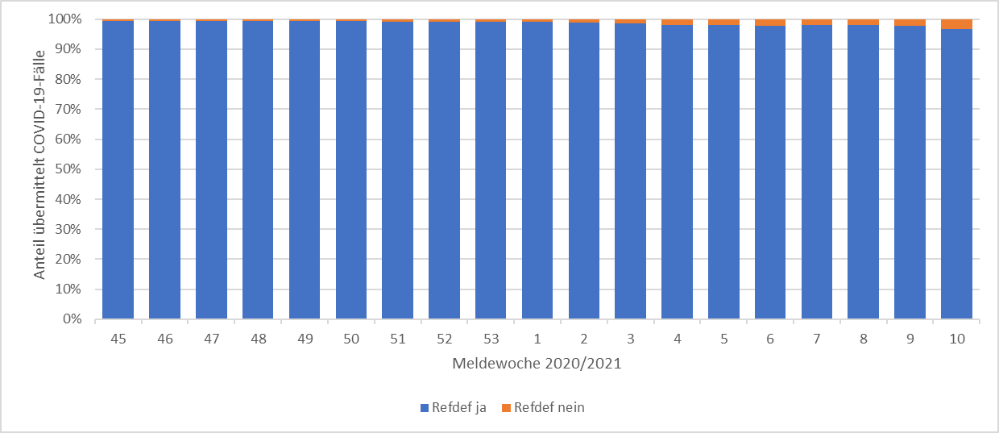 Anteil übermittelt COVID-19-Fälle
100%
90%
80%
70%
60%
50%
40%
30%
20%
10%
0%
45 46 47 48 49 50 51 52 53 1 2 3 4 5 6 7 8 9 10
Meldewoche 2020/2021
Refdef ja Refdef nein